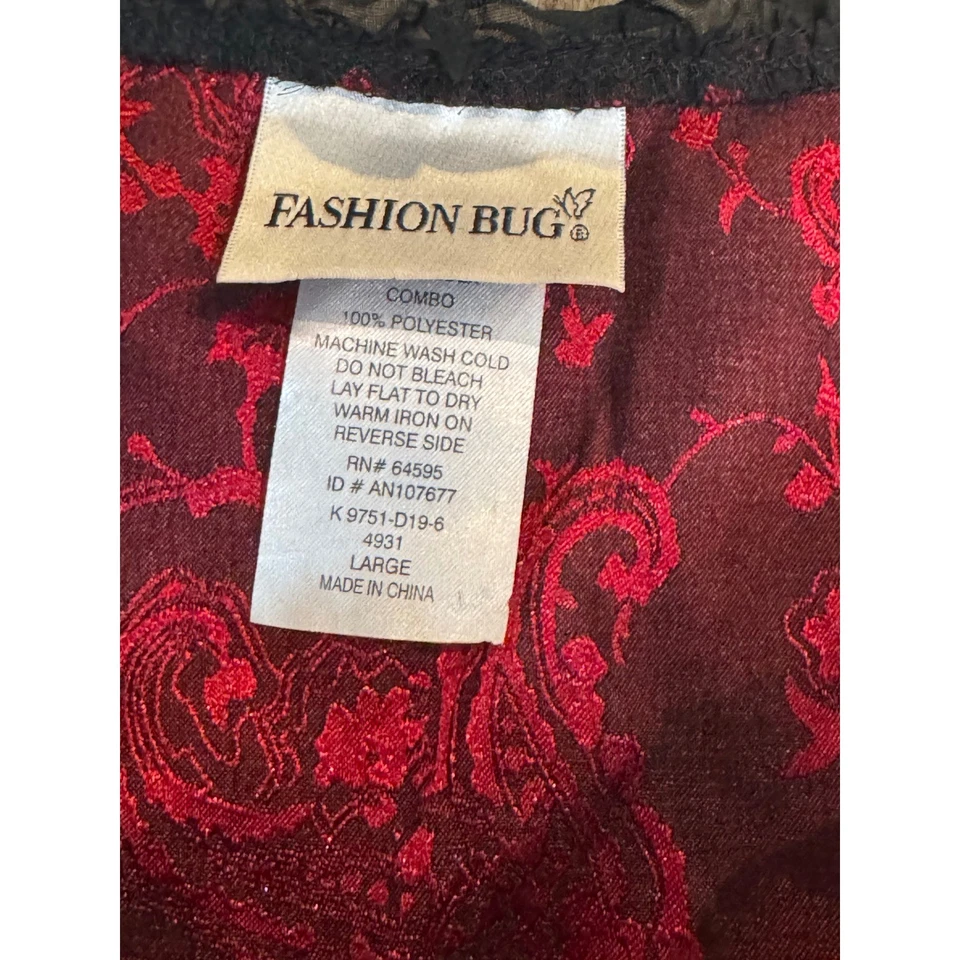 FASHION BUG®
COMBO
100% POLYESTER
MACHINE WASH COLD
DO NOT BLEACH
LAY FLAT TO DRY
WARM IRON ON
REVERSE SIDE
RN# 64595
ID # AN107677
K 9751-D19-6
4931
LARGE
MADE IN CHINA